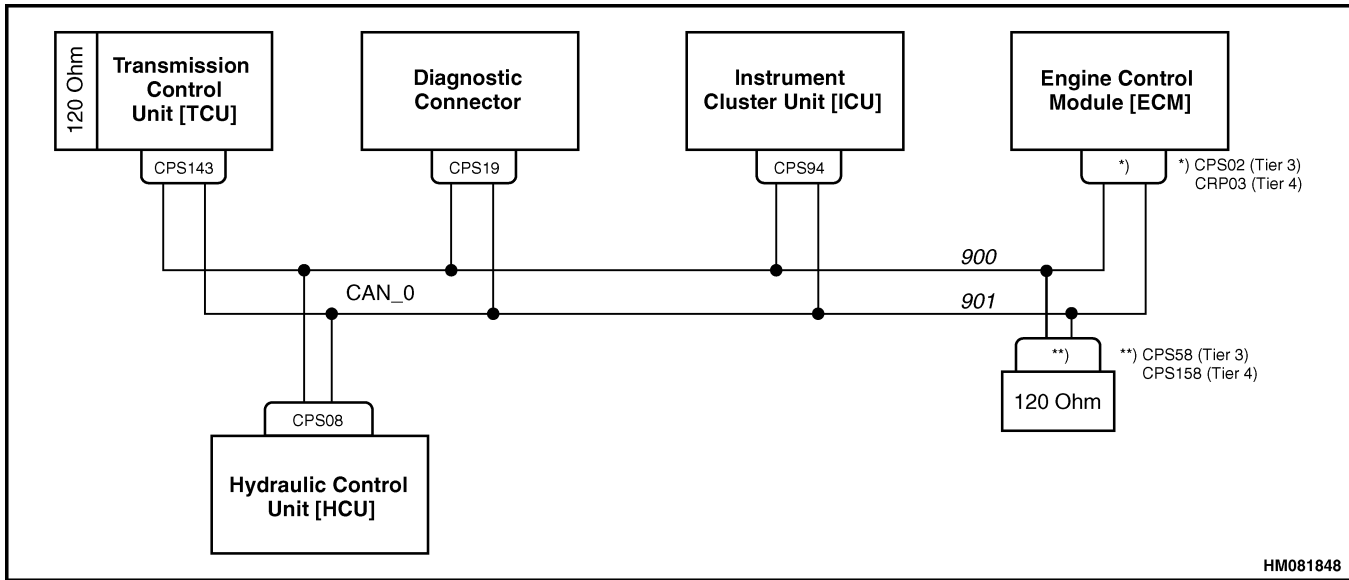 120 Ohm
Transmission
Control
Unit [TCU]
Diagnostic
Connector
Instrument
Cluster Unit [ICU]
Engine Control
Module [ECM]
CPS143
CPS19
CPS94
*)
*) CPS02 (Tier 3)
CRP03 (Tier 4)
900
CAN_0
901
**)
**) CPS58 (Tier 3)
CPS158 (Tier 4)
120 Ohm
CPS08
Hydraulic Control
Unit [HCU]
HM081848